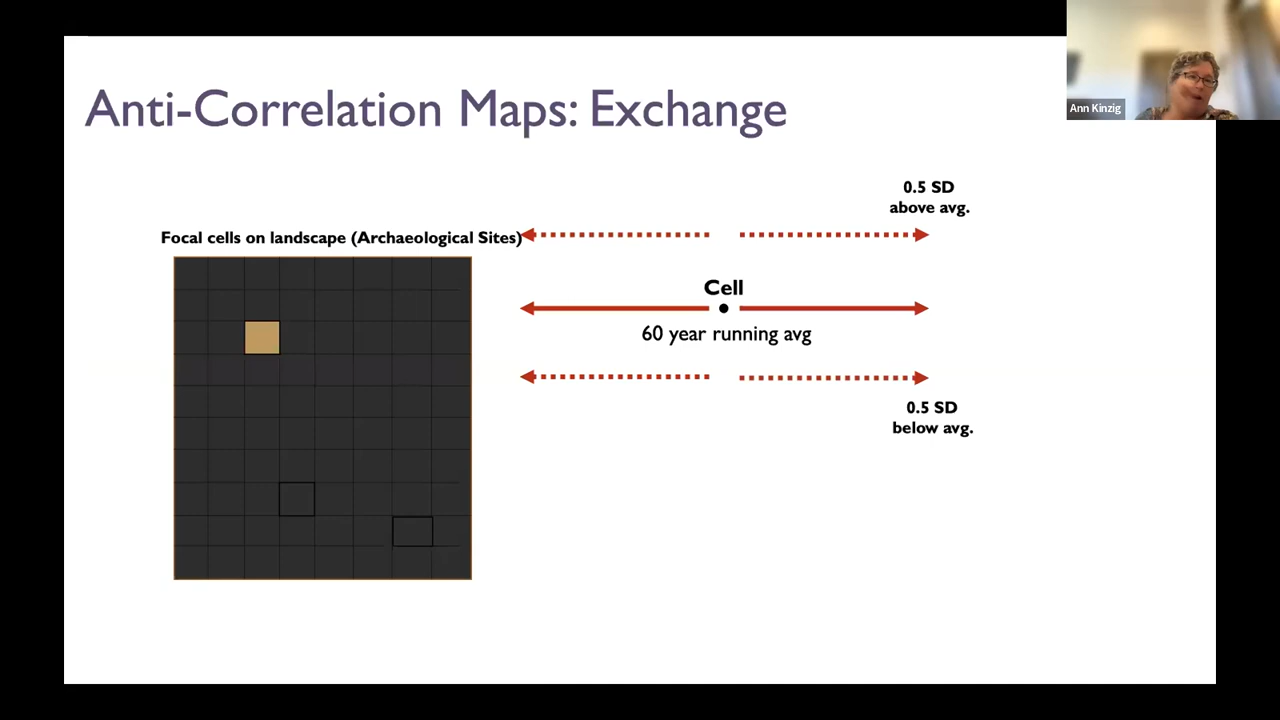 Anti-Correlation Maps: Exchange
Ann Kinzig
0.5 SD
above avg.
Focal cells on landscape (Archaeological Sites)
Cell
60 year running avg
0.5 SD
below avg.